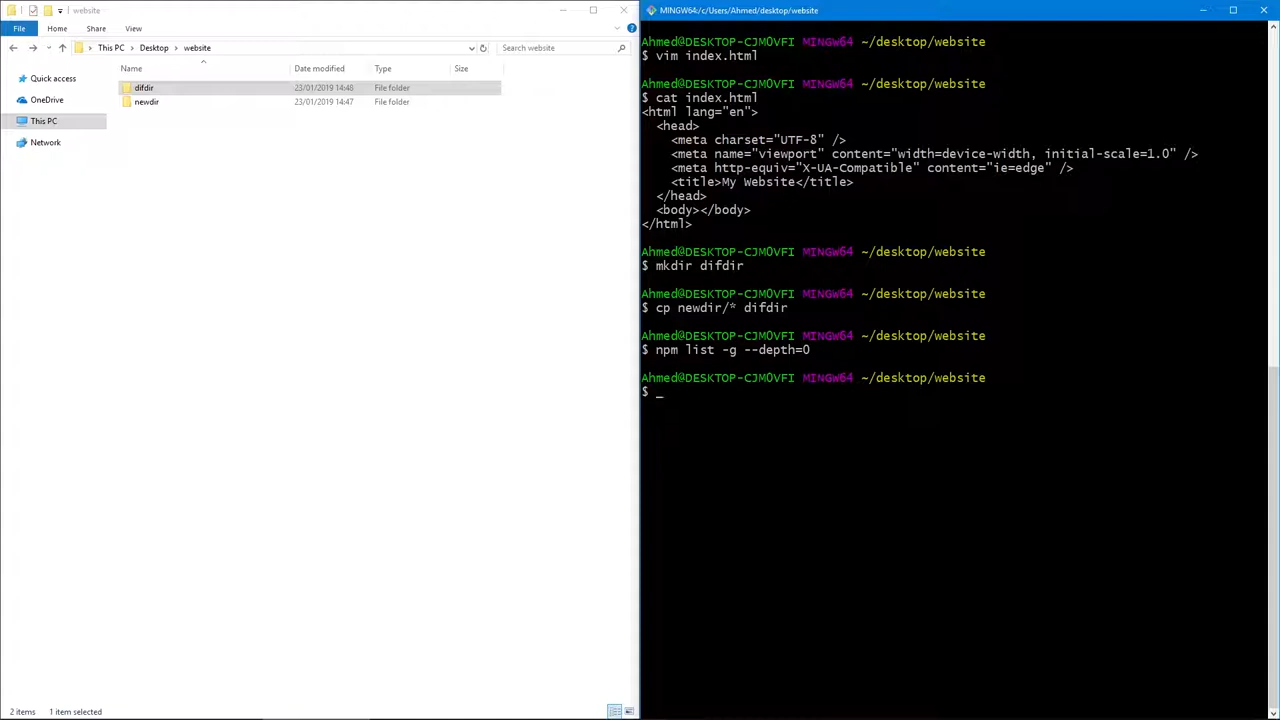 website
File
Home
Share
View
This PC
Desktop
website
Search website
Name
Date modified
Type
Size
Quick access
OneDrive
This PC
Network
difdir
23/01/2019 14:48
File folder
newdir
23/01/2019 14:47
File folder
2 items
1 item selected
MINGW64:/c/Users/Ahmed/desktop/website
Ahmed@DESKTOP-CJM0VFI MINGW64 ~/desktop/website
$ vim index.html
Ahmed@DESKTOP-CJM0VFI MINGW64 ~/desktop/website
$ cat index.html
<html lang="en">
  <head>
    <meta charset="UTF-8" />
    <meta name="viewport" content="width=device-width, initial-scale=1.0" />
    <meta http-equiv="X-UA-Compatible" content="ie=edge" />
    <title>My Website</title>
  </head>
  <body></body>
</html>
Ahmed@DESKTOP-CJM0VFI MINGW64 ~/desktop/website
$ mkdir difdir
Ahmed@DESKTOP-CJM0VFI MINGW64 ~/desktop/website
$ cp newdir/* difdir
Ahmed@DESKTOP-CJM0VFI MINGW64 ~/desktop/website
$ npm list -g --depth=0
Ahmed@DESKTOP-CJM0VFI MINGW64 ~/desktop/website
$ _